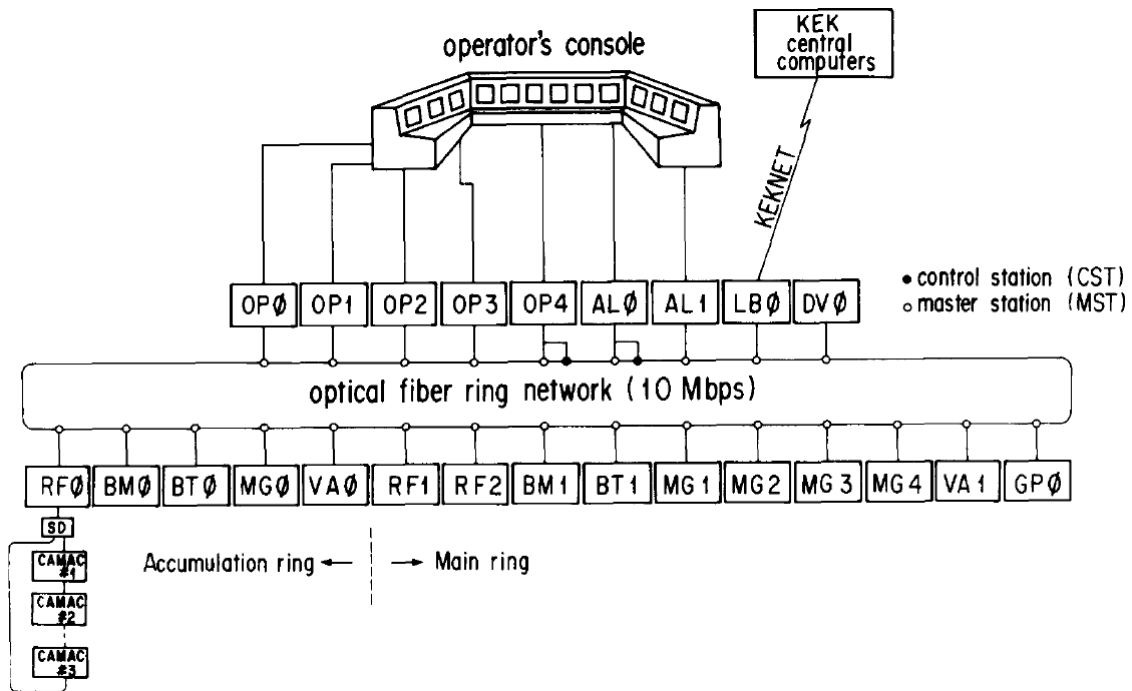 KEK
central
computers
operator's console
KEKNET
OPØ OP1 OP2 OP3 OP4 ALØ AL1 LBØ DVØ
● control station (CST)
○ master station (MST)
optical fiber ring network (10 Mbps)
RFØ BMØ BTØ MGØ VAØ RF1 RF2 BM1 BT1 MG1 MG2 MG3 MG4 VA1 GPØ
SD
Accumulation ring ← → Main ring
CAMAC
#1
CAMAC
#2
CAMAC
#3